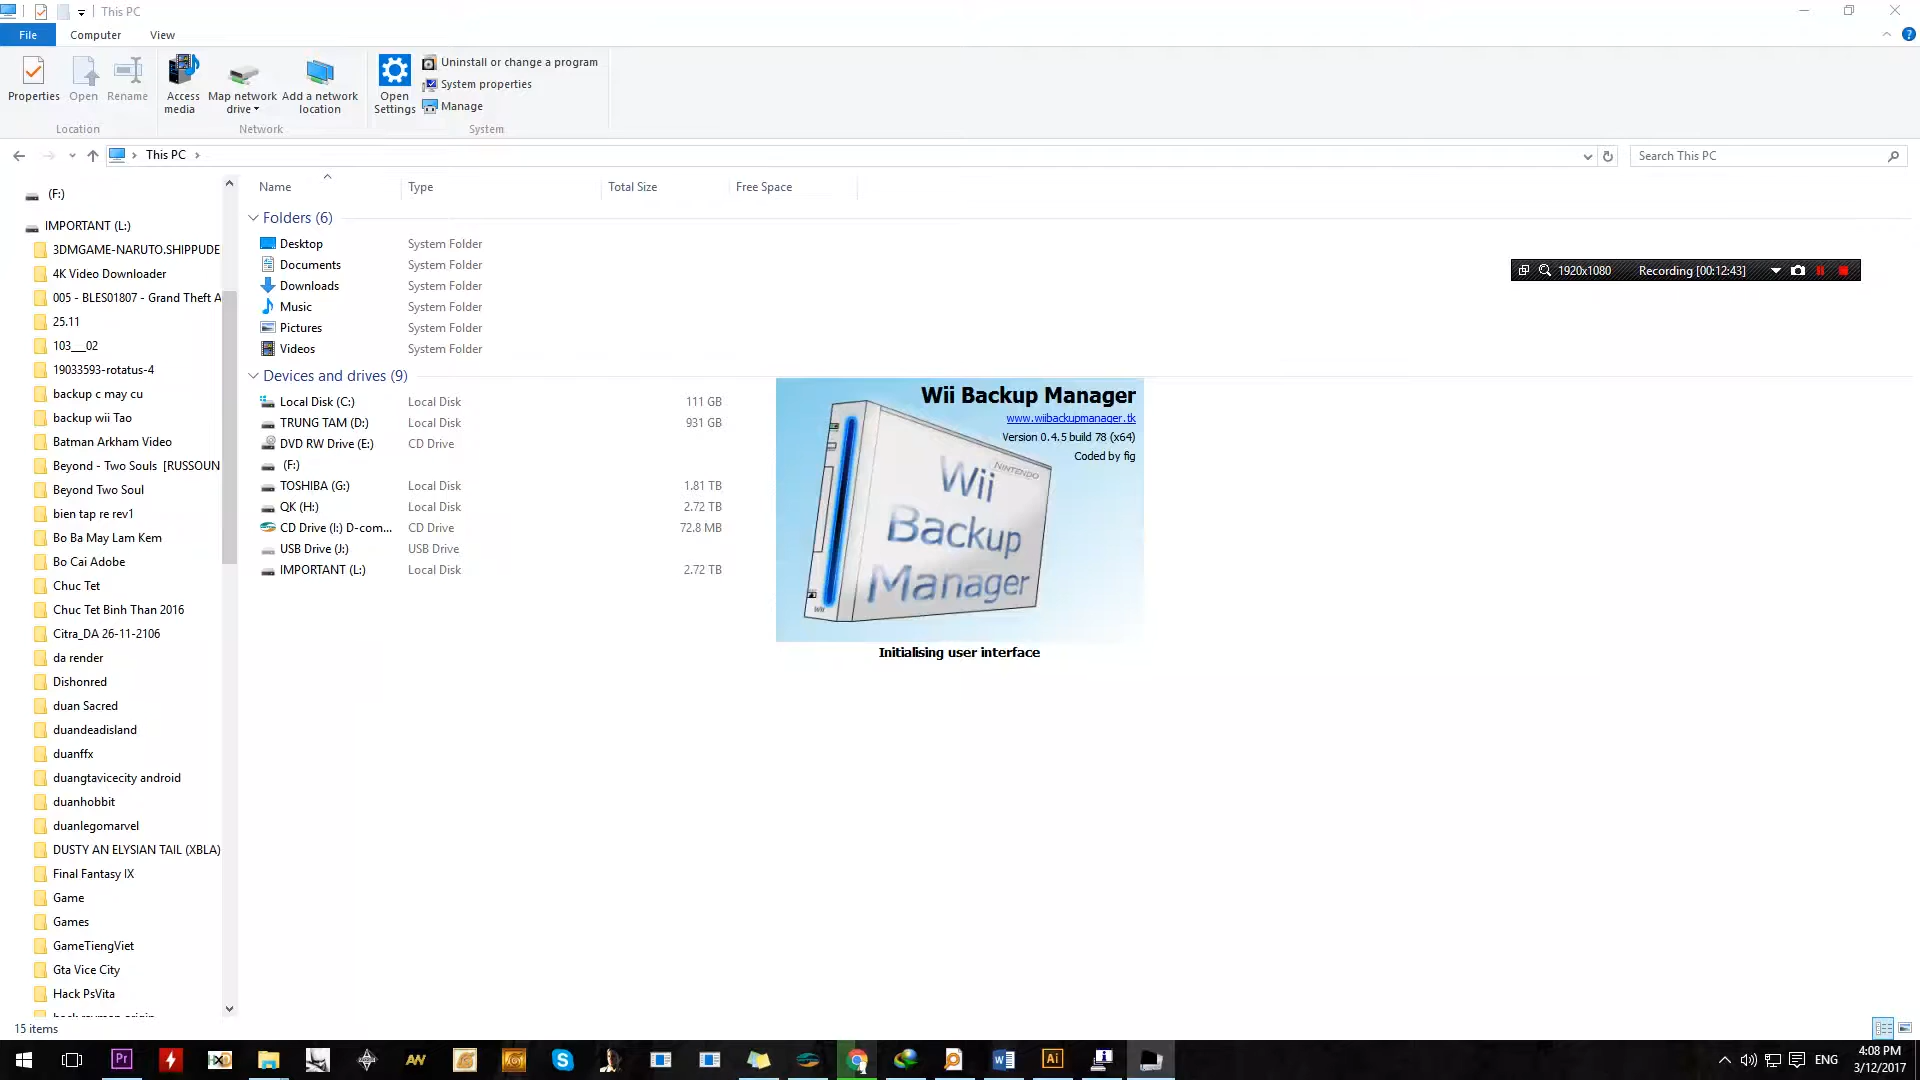 This PC
File Computer View
Properties Open Rename
Access media
Map network drive
Add a network location
Open Settings
Uninstall or change a program
System properties
Manage
Location Network System
This PC
Search This PC
(F:)
IMPORTANT (L:)
3DMGAME-NARUTO.SHIPPUDE
4K Video Downloader
005 - BLES01807 - Grand Theft A
25.11
103___02
19033593-rotatus-4
backup c may cu
backup wii Tao
Batman Arkham Video
Beyond - Two Souls [RUSSOUN
Beyond Two Soul
bien tap re rev1
Bo Ba May Lam Kem
Bo Cai Adobe
Chuc Tet
Chuc Tet Binh Than 2016
Citra_DA 26-11-2106
da render
Dishonred
duan Sacred
duandeadisland
duanffx
duangtavicecity android
duanhobbit
duanlegomarvel
DUSTY AN ELYSIAN TAIL (XBLA)
Final Fantasy IX
Game
Games
GameTiengViet
Gta Vice City
Hack PsVita
Name Type Total Size Free Space
Folders (6)
Desktop System Folder
Documents System Folder
Downloads System Folder
Music System Folder
Pictures System Folder
Videos System Folder
Devices and drives (9)
Local Disk (C:) Local Disk 111 GB
TRUNG TAM (D:) Local Disk 931 GB
DVD RW Drive (E:) CD Drive
(F:)
TOSHIBA (G:) Local Disk 1.81 TB
QK (H:) Local Disk 2.72 TB
CD Drive (I:) D-com... CD Drive 72.8 MB
USB Drive (J:) USB Drive
IMPORTANT (L:) Local Disk 2.72 TB
1920x1080 Recording [00:12:43]
Wii Backup Manager
www.wiibackupmanager.tk
Version 0.4.5 build 78 (x64)
Coded by fig
NINTENDO
Wii
Backup
Manager
Wii
Initialising user interface
15 items
Pr
AW
Ai
ENG
4:08 PM
3/12/2017